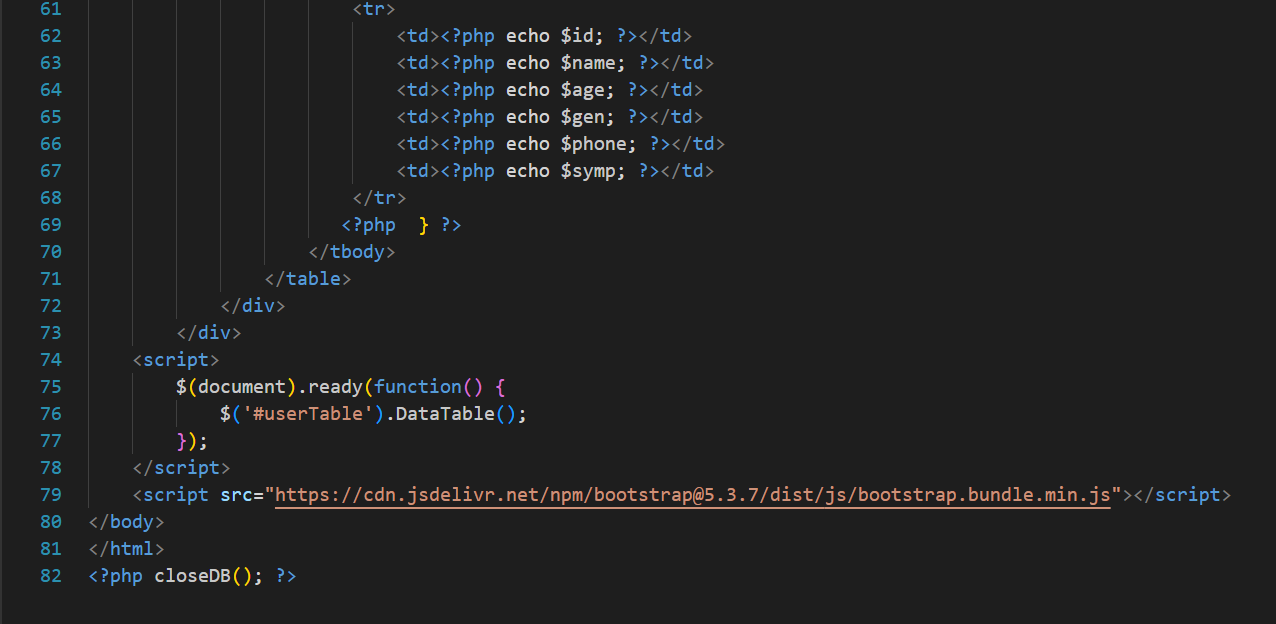 61 <tr>
62 <td><?php echo $id; ?></td>
63 <td><?php echo $name; ?></td>
64 <td><?php echo $age; ?></td>
65 <td><?php echo $gen; ?></td>
66 <td><?php echo $phone; ?></td>
67 <td><?php echo $symp; ?></td>
68 </tr>
69 <?php  } ?>
70 </tbody>
71 </table>
72 </div>
73 </div>
74 <script>
75 $(document).ready(function() {
76 $('#userTable').DataTable();
77 });
78 </script>
79 <script src="https://cdn.jsdelivr.net/npm/bootstrap@5.3.7/dist/js/bootstrap.bundle.min.js"></script>
80 </body>
81 </html>
82 <?php closeDB(); ?>